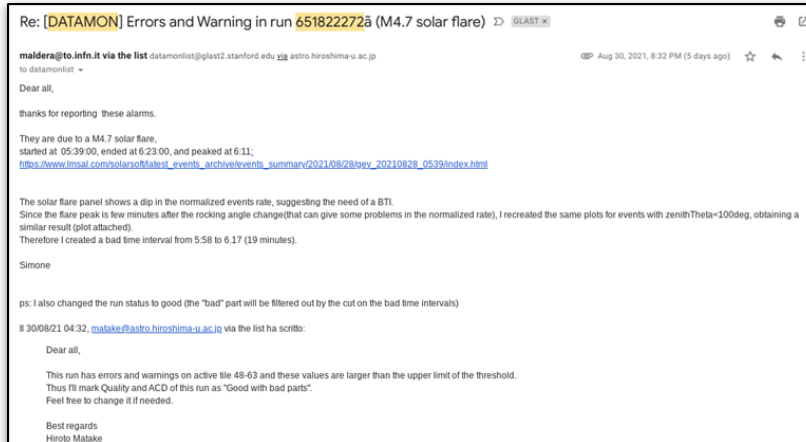 Re: [DATAMON] Errors and Warning in run 651822272ã (M4.7 solar flare) GLAST ×
maldera@to.infn.it via the list datamonlist@glast2.stanford.edu via astro.hiroshima-u.ac.jp Aug 30, 2021, 8:32 PM (5 days ago)
to datamonlist
Dear all,
thanks for reporting these alarms.
They are due to a M4.7 solar flare,
started at 05:39:00, ended at 6:23:00, and peaked at 6:11;
https://www.lmsal.com/solarsoft/latest_events_archive/events_summary/2021/08/28/gev_20210828_0539/index.html
The solar flare panel shows a dip in the normalized events rate, suggesting the need of a BTI.
Since the flare peak is few minutes after the rocking angle change(that can give some problems in the normalized rate), I recreated the same plots for events with zenithTheta<100deg, obtaining a
similar result (plot attached).
Therefore I created a bad time interval from 5:58 to 6.17 (19 minutes).
Simone
ps: I also changed the run status to good (the "bad" part will be filtered out by the cut on the bad time intervals)
Il 30/08/21 04:32, matake@astro.hiroshima-u.ac.jp via the list ha scritto:
Dear all,
This run has errors and warnings on active tile 48-63 and these values are larger than the upper limit of the threshold.
Thus I'll mark Quality and ACD of this run as "Good with bad parts".
Feel free to change it if needed.
Best regards
Hiroto Matake